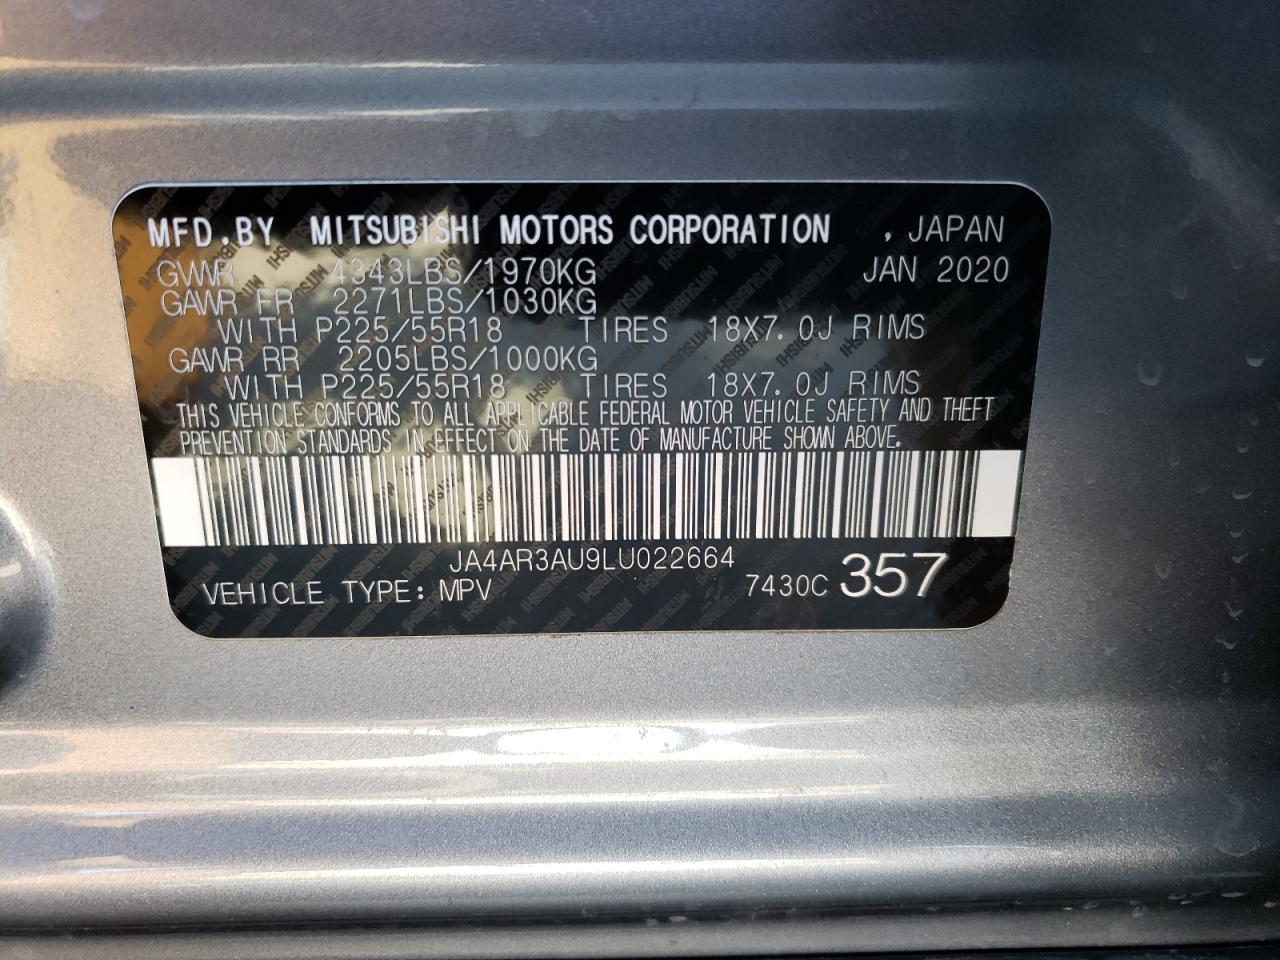 MFD.BY MITSUBISHI MOTORS CORPORATION , JAPAN
GVWR 4343LBS/1970KG JAN 2020
GAWR FR 2271LBS/1030KG
WITH P225/55R18 TIRES 18X7.0J RIMS
GAWR RR 2205LBS/1000KG
WITH P225/55R18 TIRES 18X7.0J RIMS
THIS VEHICLE CONFORMS TO ALL APPLICABLE FEDERAL MOTOR VEHICLE SAFETY AND THEFT
PREVENTION STANDARDS IN EFFECT ON THE DATE OF MANUFACTURE SHOWN ABOVE.
JA4AR3AU9LU022664
VEHICLE TYPE: MPV 7430C 357